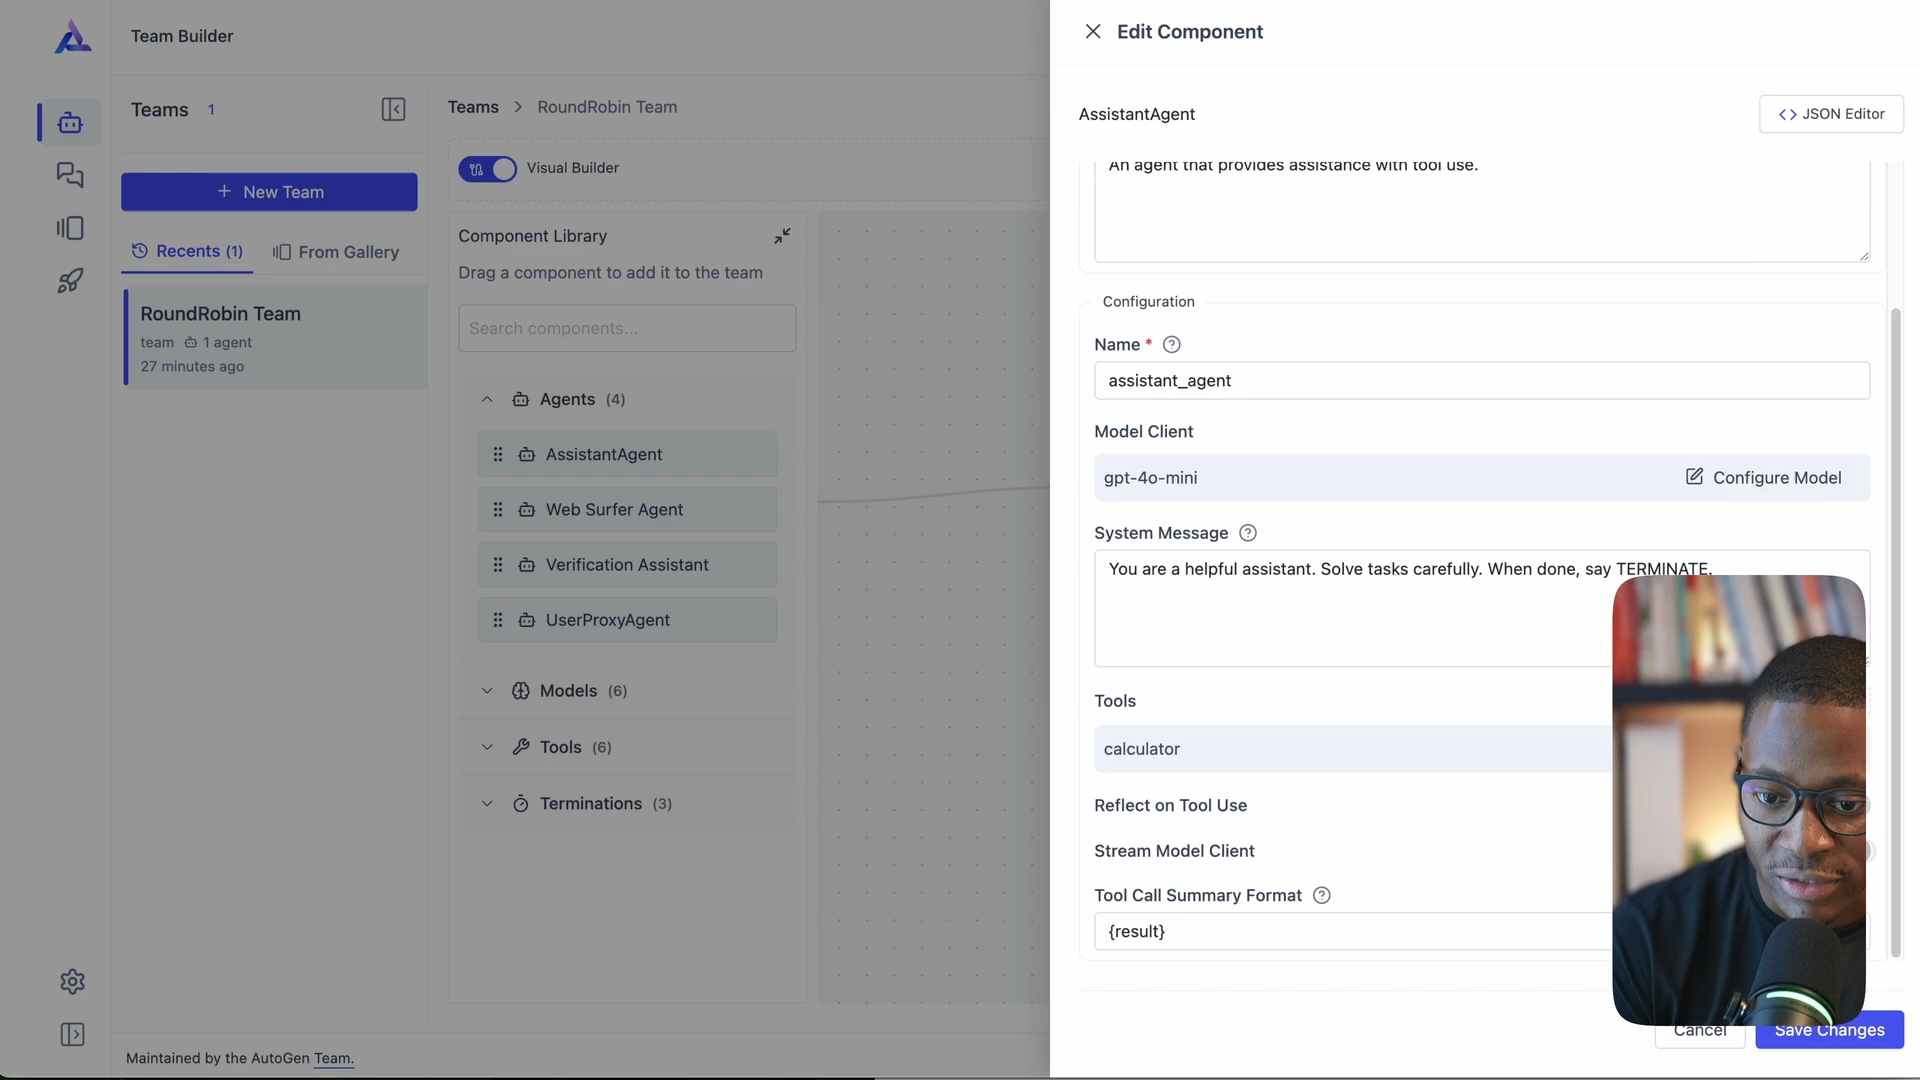 Team Builder
Teams 1
New Team
Recents (1)
From Gallery
RoundRobin Team
team 1 agent
27 minutes ago
Maintained by the AutoGen Team.
Teams > RoundRobin Team
Visual Builder
Component Library
Drag a component to add it to the team
Search components...
Agents (4)
AssistantAgent
Web Surfer Agent
Verification Assistant
UserProxyAgent
Models (6)
Tools (6)
Terminations (3)
Edit Component
AssistantAgent
JSON Editor
An agent that provides assistance with tool use.
Configuration
Name *
assistant_agent
Model Client
gpt-4o-mini
Configure Model
System Message
You are a helpful assistant. Solve tasks carefully. When done, say TERMINATE.
Tools
calculator
Reflect on Tool Use
Stream Model Client
Tool Call Summary Format
{result}
Cancel
Save Changes